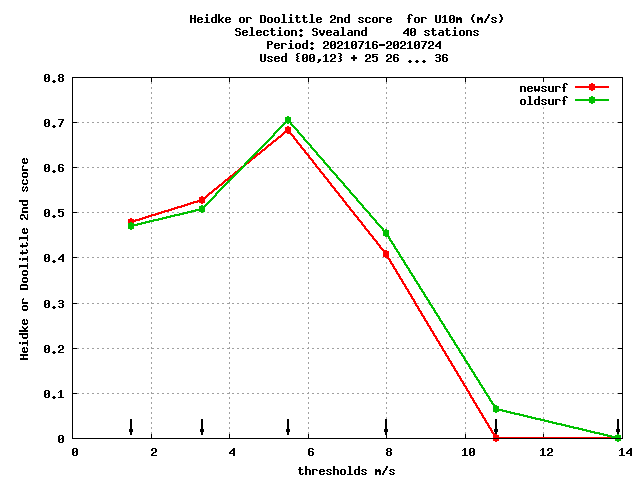 Heidke or Doolittle 2nd score  for U10m (m/s)
Selection: Svealand     40 stations
Period: 20210716-20210724
Used {00,12} + 25 26 ... 36
newsurf
oldsurf
0.8
0.7
0.6
0.5
0.4
0.3
0.2
0.1
0
Heidke or Doolittle 2nd score
0 2 4 6 8 10 12 14
thresholds m/s